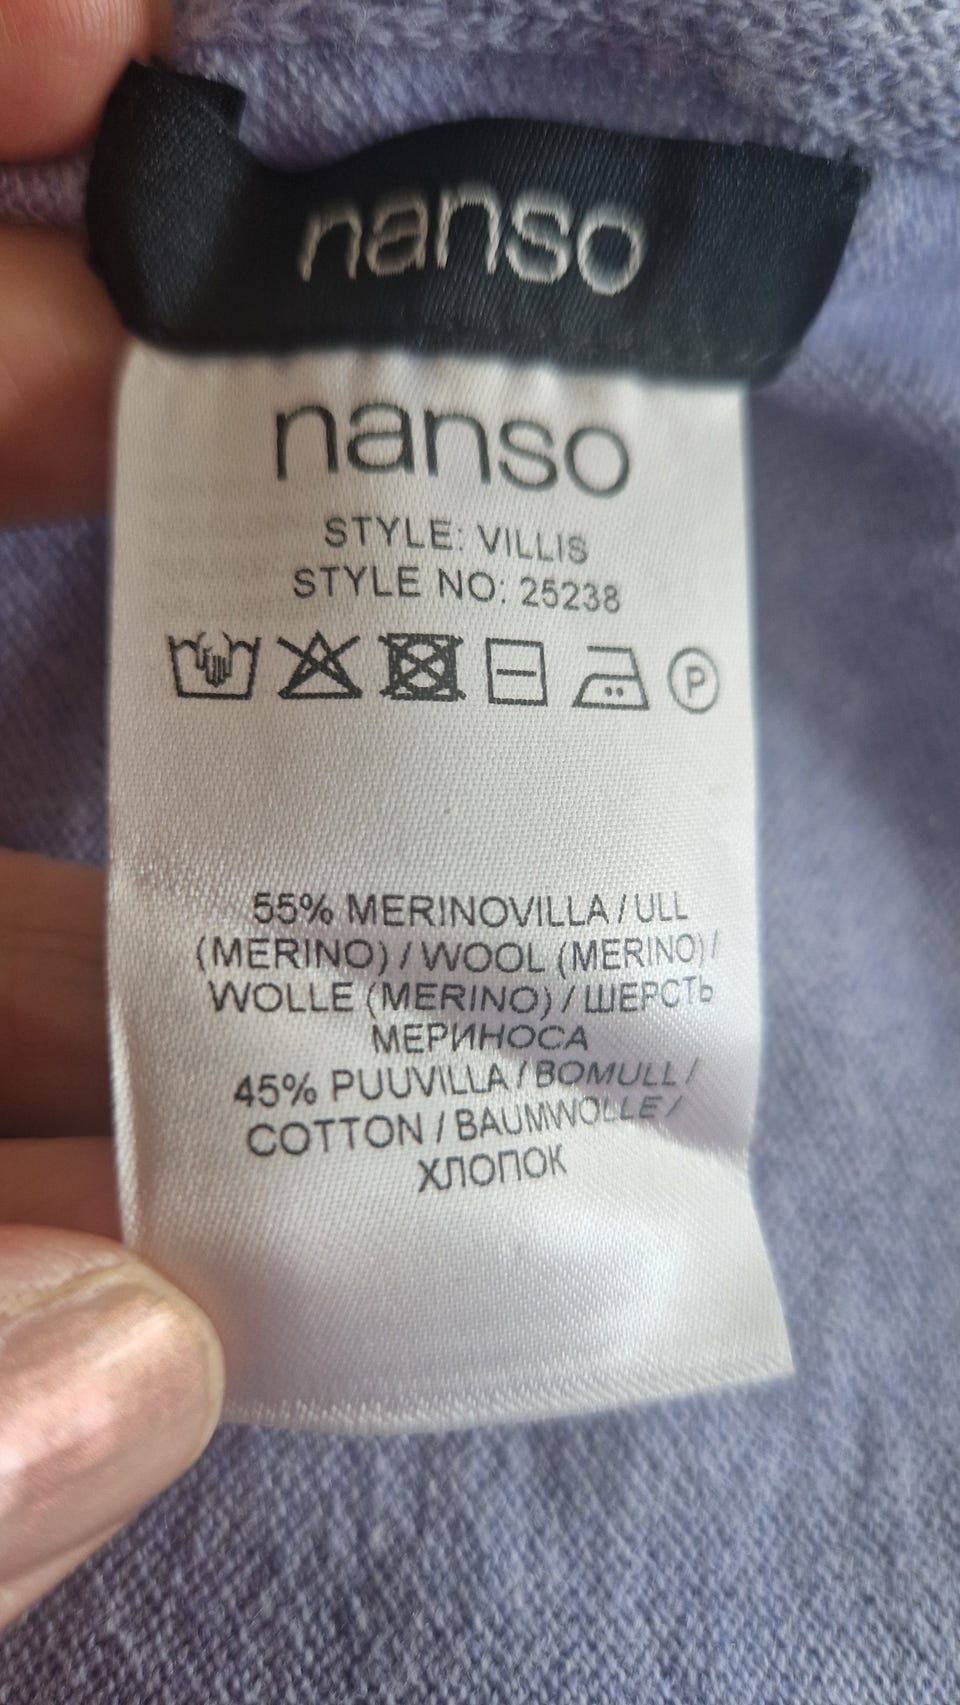 nanso
nanso
STYLE: VILLIS
STYLE NO: 25238
P
55% MERINOVILLA / ULL
(MERINO) / WOOL (MERINO) /
WOLLE (MERINO) / ШЕРСТЬ
МЕРИНОСА
45% PUUVILLA / BOMULL /
COTTON / BAUMWOLLE /
ХЛОПОК